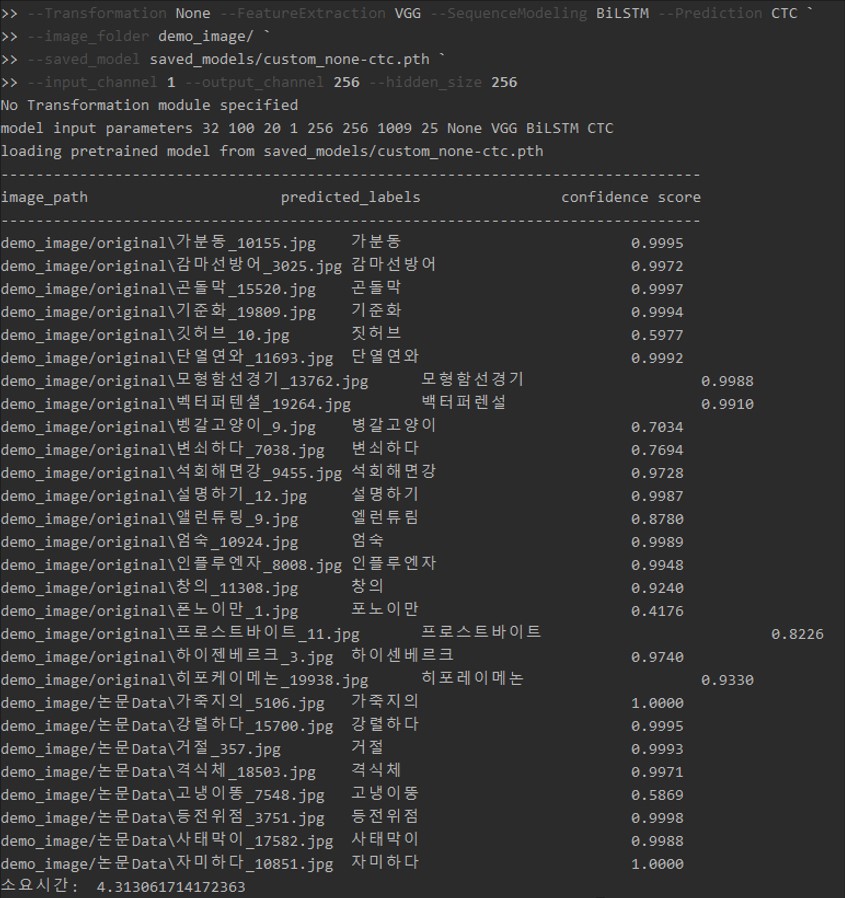 >> --Transformation None --FeatureExtraction VGG --SequenceModeling BiLSTM --Prediction CTC `
>> --image_folder demo_image/ `
>> --saved_model saved_models/custom_none-ctc.pth `
>> --input_channel 1 --output_channel 256 --hidden_size 256
No Transformation module specified
model input parameters 32 100 20 1 256 256 1009 25 None VGG BiLSTM CTC
loading pretrained model from saved_models/custom_none-ctc.pth
--------------------------------------------------------------------------------
image_path predicted_labels confidence score
--------------------------------------------------------------------------------
demo_image/original\가분동_10155.jpg 가분동 0.9995
demo_image/original\감마선방어_3025.jpg 감마선방어 0.9972
demo_image/original\곤돌막_15520.jpg 곤돌막 0.9997
demo_image/original\기준화_19809.jpg 기준화 0.9994
demo_image/original\깃허브_10.jpg 짓허브 0.5977
demo_image/original\단열연와_11693.jpg 단열연와 0.9992
demo_image/original\모형함선경기_13762.jpg 모형함선경기 0.9988
demo_image/original\벡터퍼텐셜_19264.jpg 백터퍼렌설 0.9910
demo_image/original\벵갈고양이_9.jpg 병갈고양이 0.7034
demo_image/original\변쇠하다_7038.jpg 변쇠하다 0.7694
demo_image/original\석회해면강_9455.jpg 석회해면강 0.9728
demo_image/original\설명하기_12.jpg 설명하기 0.9987
demo_image/original\앨런튜링_9.jpg 엘런튜림 0.8780
demo_image/original\엄숙_10924.jpg 엄숙 0.9989
demo_image/original\인플루엔자_8008.jpg 인플루엔자 0.9948
demo_image/original\창의_11308.jpg 창의 0.9240
demo_image/original\폰노이만_1.jpg 포노이만 0.4176
demo_image/original\프로스트바이트_11.jpg 프로스트바이트 0.8226
demo_image/original\하이젠베르크_3.jpg 하이센베르크 0.9740
demo_image/original\히포케이메논_19938.jpg 히포레이메논 0.9330
demo_image/논문Data\가죽지의_5106.jpg 가죽지의 1.0000
demo_image/논문Data\강렬하다_15700.jpg 강렬하다 0.9995
demo_image/논문Data\거절_357.jpg 거절 0.9993
demo_image/논문Data\격식체_18503.jpg 격식체 0.9971
demo_image/논문Data\고냉이똥_7548.jpg 고냉이뚱 0.5869
demo_image/논문Data\등전위점_3751.jpg 등전위점 0.9998
demo_image/논문Data\사태막이_17582.jpg 사태막이 0.9988
demo_image/논문Data\자미하다_10851.jpg 자미하다 1.0000
소요시간: 4.313061714172363